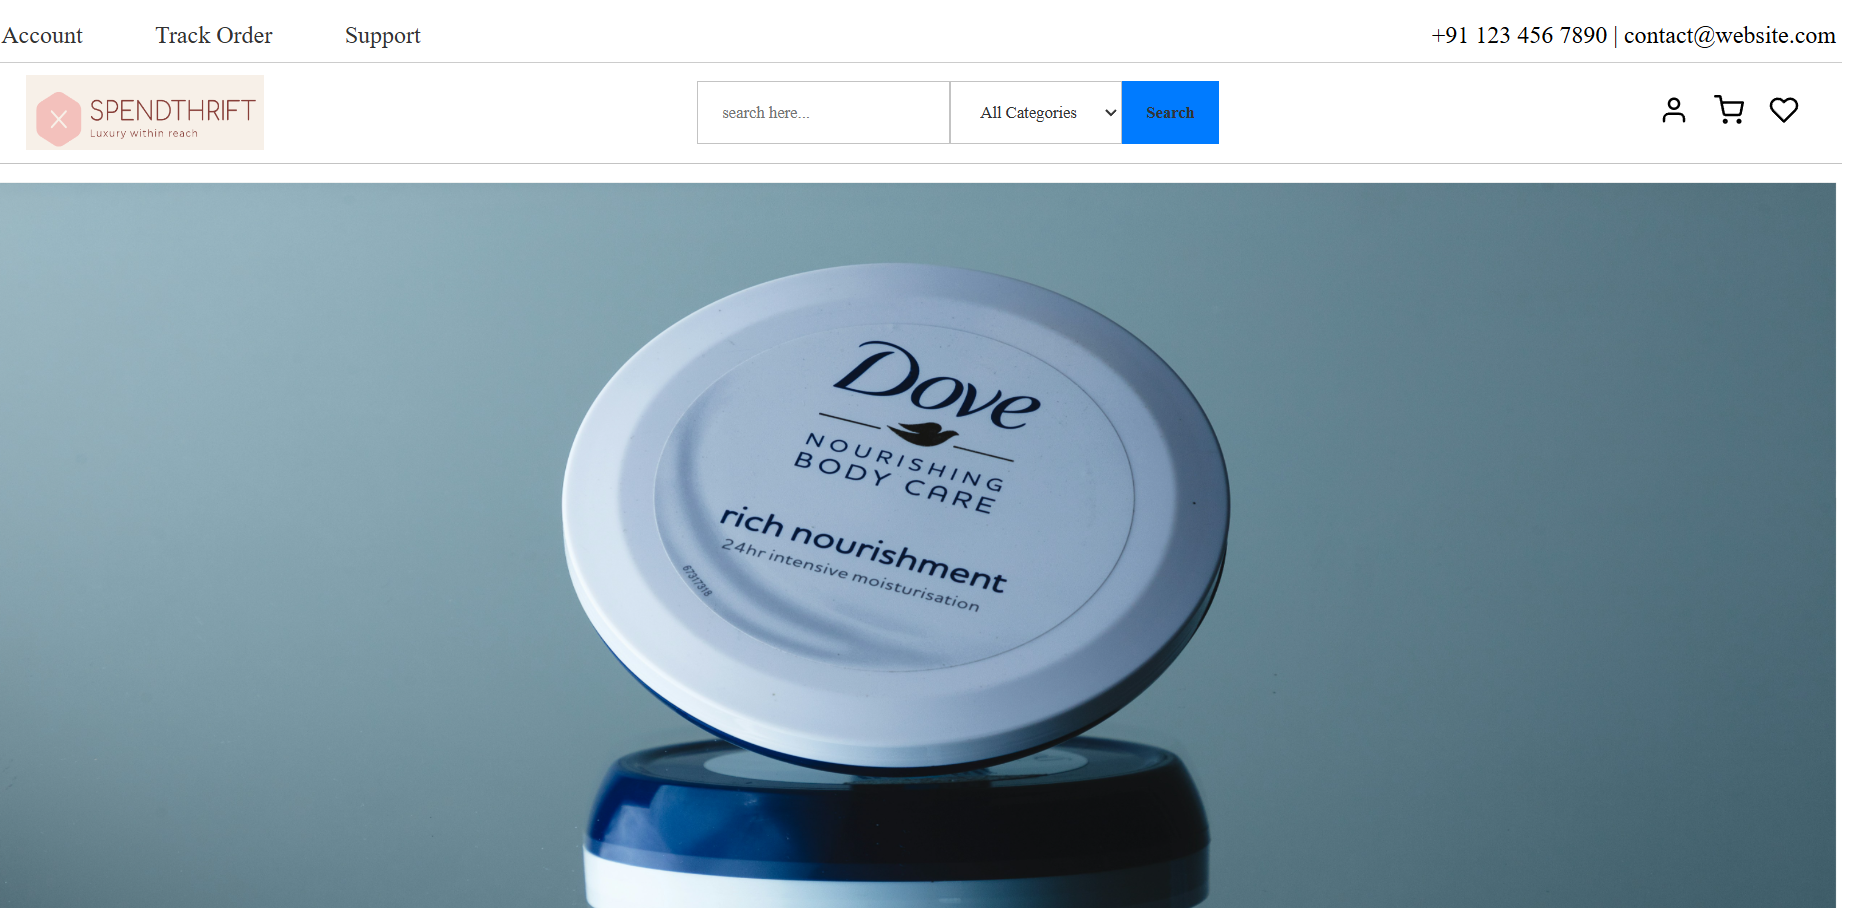 Account Track Order Support +91 123 456 7890 | contact@website.com
SPENDTHRIFT
Luxury within reach
search here... All Categories Search
Dove
NOURISHING
BODY CARE
rich nourishment
24hr intensive moisturisation
67317318